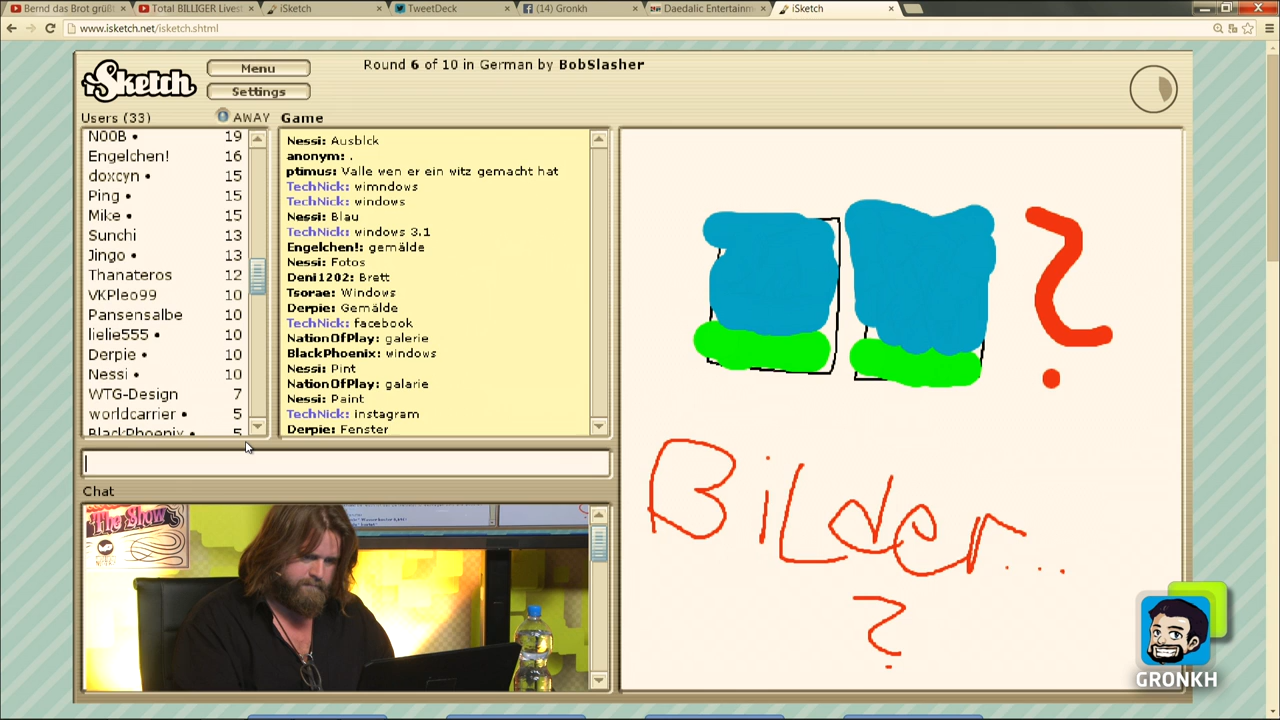 Bernd das Brot größt
Total BILLIGER Livest
iSketch
TweetDeck
(14) Gronkh
Daedalic Entertainm
iSketch
www.isketch.net/isketch.shtml
iSketch
Menu
Settings
Round 6 of 10 in German by BobSlasher
Users (33)
AWAY
Game
N00B • 19
Engelchen! 16
doxcyn • 15
Ping • 15
Mike • 15
Sunchi 13
Jingo • 13
Thanateros 12
VKPleo99 10
Pansensalbe 10
lielie555 • 10
Derpie • 10
Nessi • 10
WTG-Design 7
worldcarrier • 5
BlackPhoenix • 5
Nessi: Ausblck
anonym: .
ptimus: Valle wen er ein witz gemacht hat
TechNick: wimndows
TechNick: windows
Nessi: Blau
TechNick: windows 3.1
Engelchen!: gemälde
Nessi: Fotos
Deni1202: Brett
Tsorae: Windows
Derpie: Gemälde
TechNick: facebook
NationOfPlay: galerie
BlackPhoenix: windows
Nessi: Pint
NationOfPlay: galarie
Nessi: Paint
TechNick: instagram
Derpie: Fenster
Chat
The Show
?
Bilder...
?
GRONKH